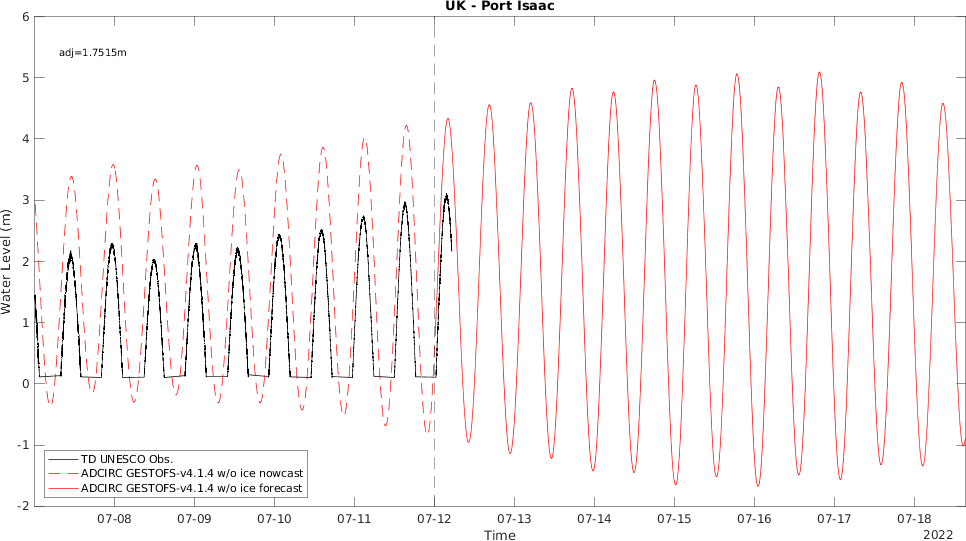 UK - Port Isaac
6
adj=1.7515m
5
4
3
2
1
0
-1
-2
Water Level (m)
TD UNESCO Obs.
ADCIRC GESTOFS-v4.1.4 w/o ice nowcast
ADCIRC GESTOFS-v4.1.4 w/o ice forecast
07-08 07-09 07-10 07-11 07-12 07-13 07-14 07-15 07-16 07-17 07-18
Time
2022